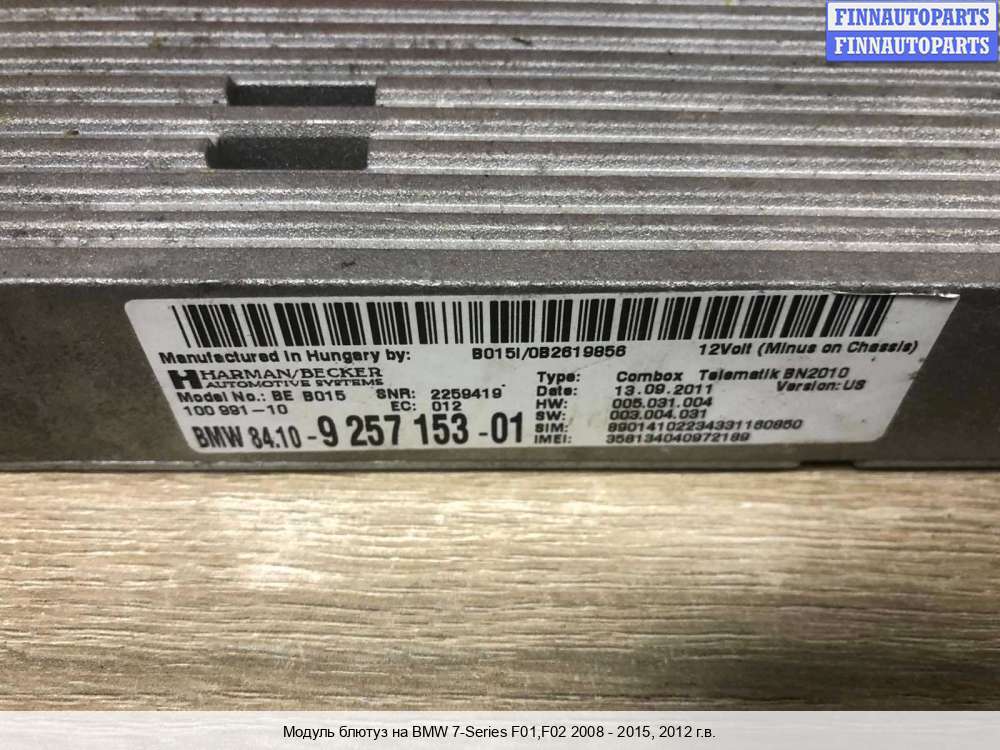 FINNAUTOPARTS
FINNAUTOPARTS
Manufactured in Hungary by: B015I/0B2619856 12Volt (Minus on Chassis)
HARMAN/BECKER
AUTOMOTIVE SYSTEMS
Model No.: BE B015 SNR: 2259419
100 991-10 EC: 012
BMW 84.10 - 9 257 153 - 01
Type: Combox Telematik BN2010
Date: 13.09.2011 Version: US
HW: 005.031.004
SW: 003.004.031
SIM: 89014102234331160850
IMEI: 358134040972189
Модуль блютуз на BMW 7-Series F01,F02 2008 - 2015, 2012 г.в.